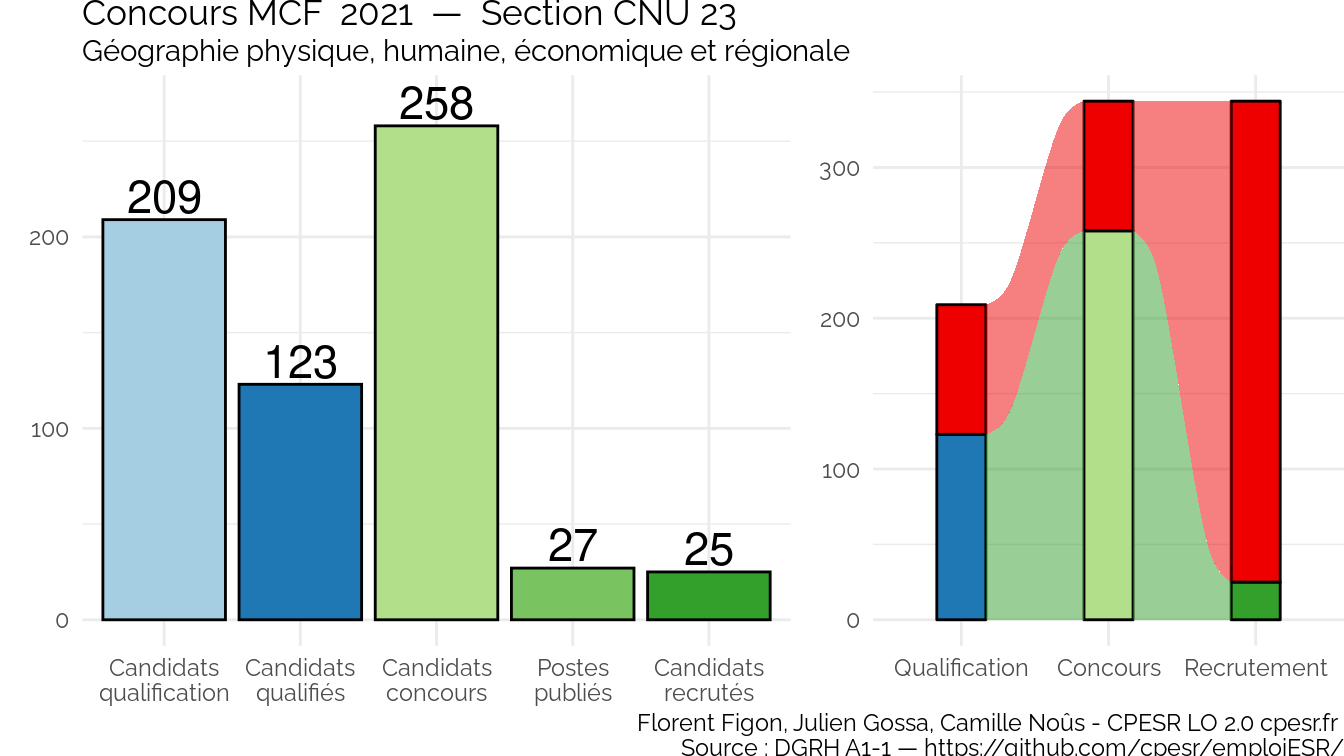 Concours MCF 2021 — Section CNU 23
Géographie physique, humaine, économique et régionale
258
209
123
27
25
200
100
0
Candidats qualification
Candidats qualifiés
Candidats concours
Postes publiés
Candidats recrutés
300
200
100
0
Qualification
Concours
Recrutement
Florent Figon, Julien Gossa, Camille Noûs - CPESR LO 2.0 cpesr.fr
Source : DGRH A1-1 — https://github.com/cpesr/emploiESR/